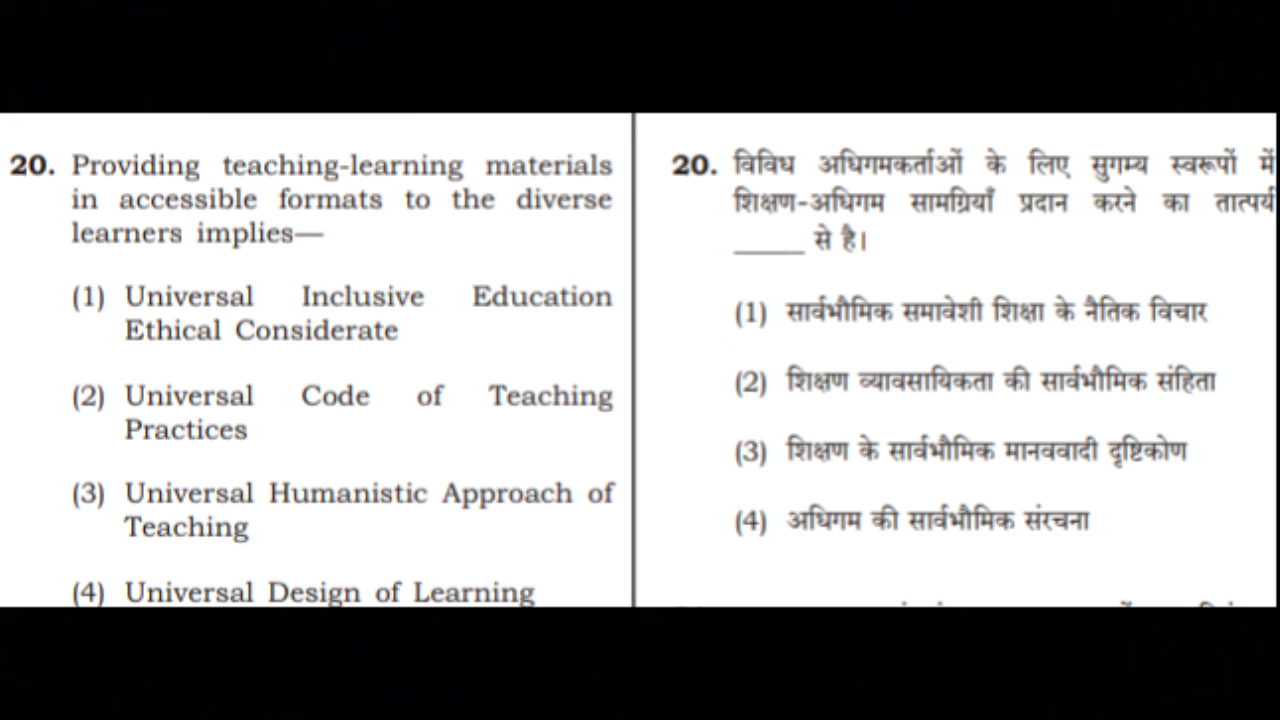 20. Providing teaching-learning materials
in accessible formats to the diverse
learners implies—
(1) Universal Inclusive Education
Ethical Considerate
(2) Universal Code of Teaching
Practices
(3) Universal Humanistic Approach of
Teaching
(4) Universal Design of Learning
20. विविध अधिगमकर्ताओं के लिए सुगम्य स्वरूपों में
शिक्षण-अधिगम सामग्रियाँ प्रदान करने का तात्पर्य
_____ से है।
(1) सार्वभौमिक समावेशी शिक्षा के नैतिक विचार
(2) शिक्षण व्यावसायिकता की सार्वभौमिक संहिता
(3) शिक्षण के सार्वभौमिक मानववादी दृष्टिकोण
(4) अधिगम की सार्वभौमिक संरचना